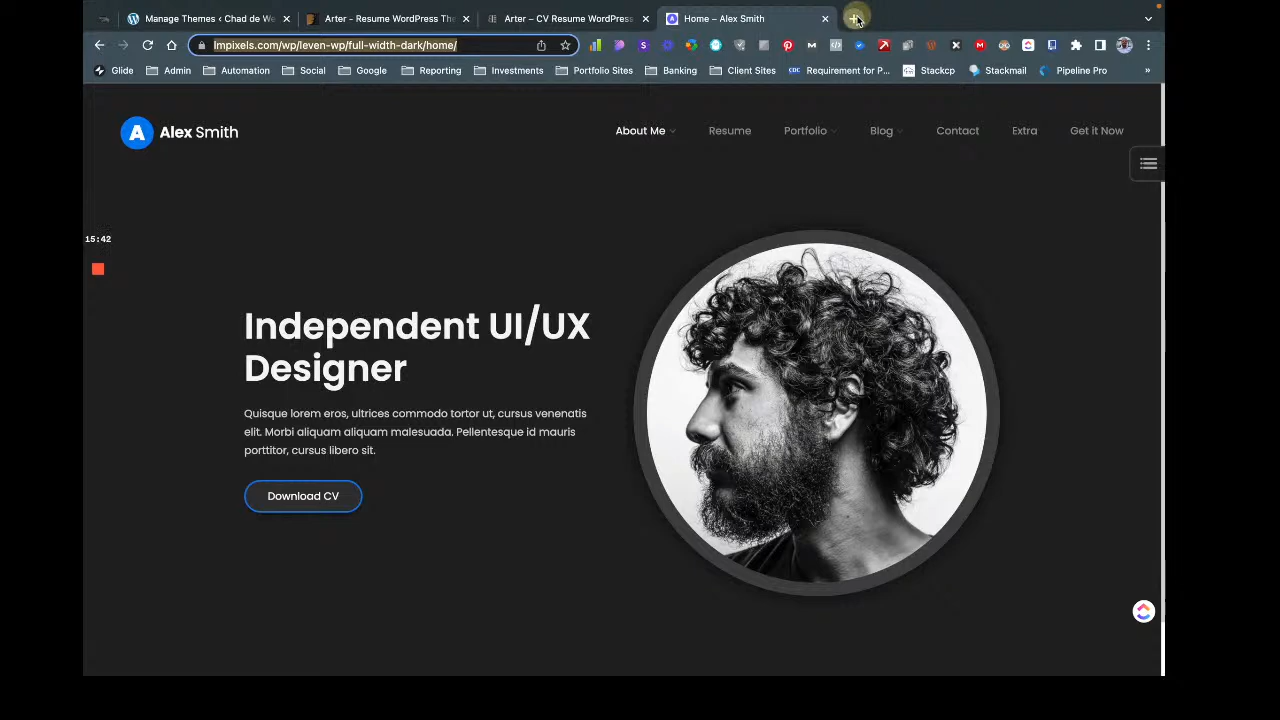 Manage Themes ‹ Chad de We
Arter - Resume WordPress The
Arter – CV Resume WordPress
Home – Alex Smith
lmpixels.com/wp/leven-wp/full-width-dark/home/
Glide
Admin
Automation
Social
Google
Reporting
Investments
Portfolio Sites
Banking
Client Sites
CDC
Requirement for P...
Stackcp
Stackmail
Pipeline Pro
»
A
Alex Smith
About Me
Resume
Portfolio
Blog
Contact
Extra
Get it Now
15:42
Independent UI/UX
Designer
Quisque lorem eros, ultrices commodo tortor ut, cursus venenatis
elit. Morbi aliquam aliquam malesuada. Pellentesque id mauris
porttitor, cursus libero sit.
Download CV